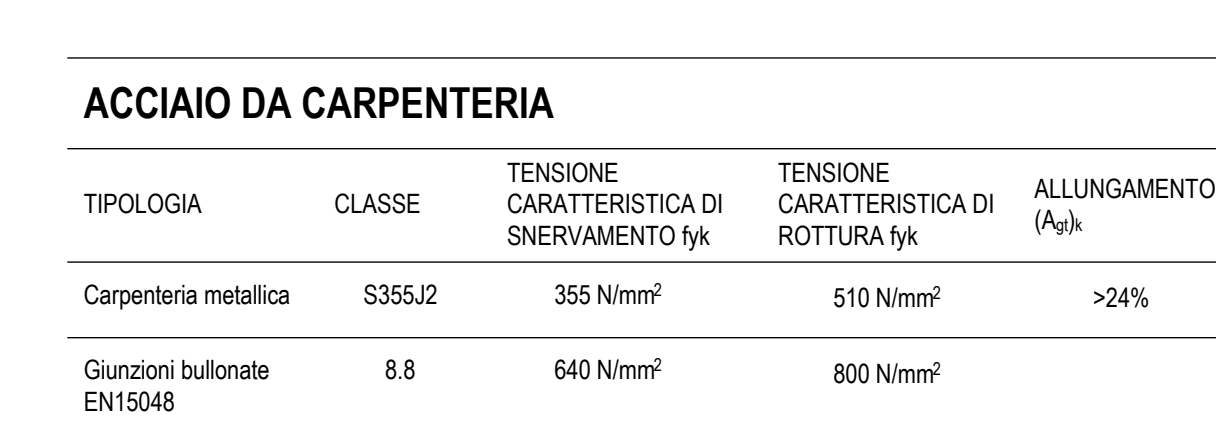 ACCIAIO DA CARPENTERIA
TIPOLOGIA
CLASSE
TENSIONE
CARATTERISTICA DI
SNERVAMENTO fyk
TENSIONE
CARATTERISTICA DI
ROTTURA fyk
ALLUNGAMENTO
(Agt)k
Carpenteria metallica S355J2 355 N/mm² 510 N/mm² >24%
Giunzioni bullonate 8.8 640 N/mm² 800 N/mm²
EN15048